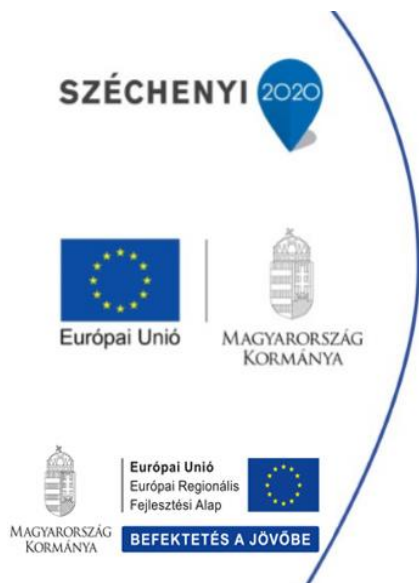 SZÉCHENYI 2020
Európai Unió
MAGYARORSZÁG
KORMÁNYA
Európai Unió
Európai Regionális
Fejlesztési Alap
MAGYARORSZÁG
KORMÁNYA
BEFEKTETÉS A JÖVŐBE